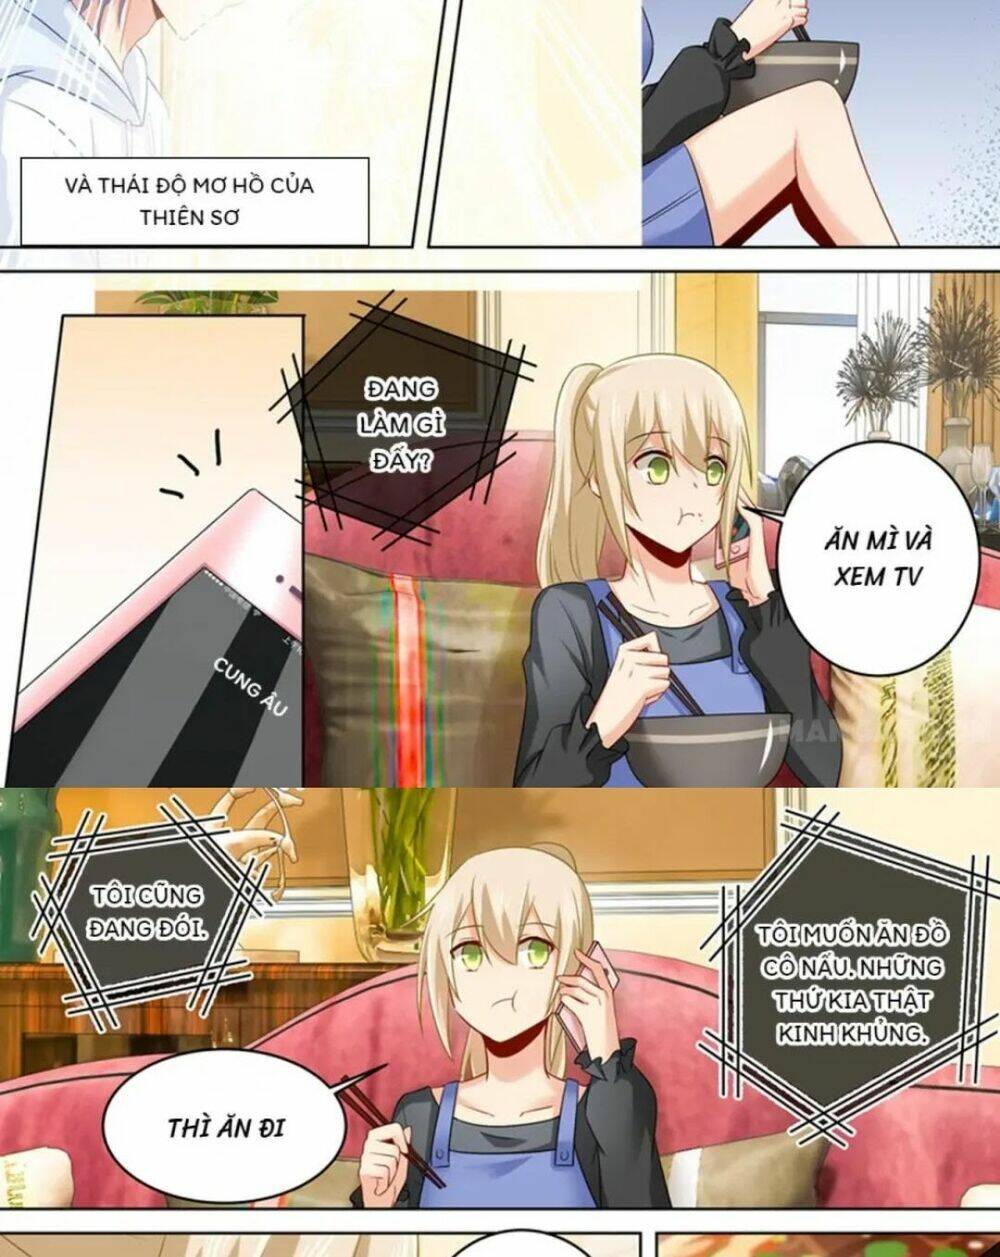 VÀ THÁI ĐỘ MƠ HỒ CỦA
THIÊN SƠ
ĐANG
LÀM GÌ
ĐẤY?
ĂN MÌ VÀ
XEM TV
CUNG ÂU
TÔI CŨNG
ĐANG ĐÓI.
TÔI MUỐN ĂN ĐỒ
CÔ NẤU. NHỮNG
THỨ KIA THẬT
KINH KHỦNG.
THÌ ĂN ĐI